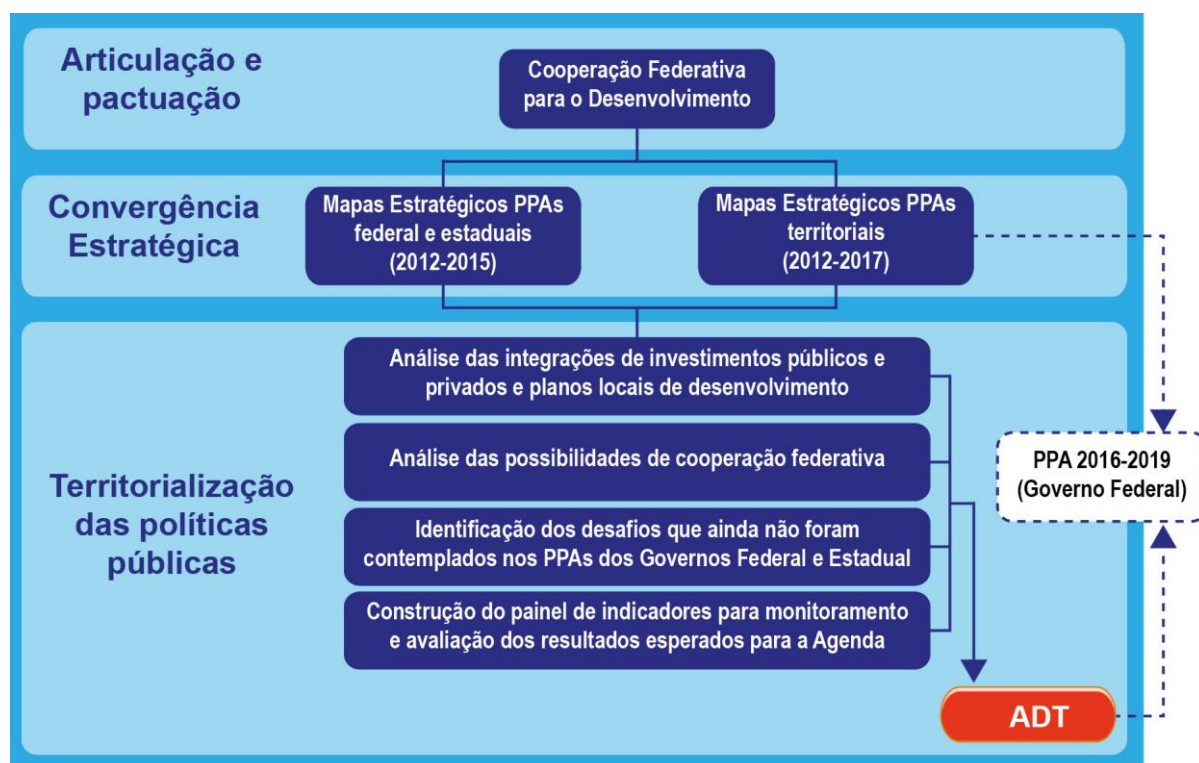 Articulação e
pactuação
Cooperação Federativa
para o Desenvolvimento
Convergência
Estratégica
Mapas Estratégicos PPAs
federal e estaduais
(2012-2015)
Mapas Estratégicos PPAs
territoriais
(2012-2017)
Territorialização
das políticas
públicas
Análise das integrações de investimentos públicos e
privados e planos locais de desenvolvimento
Análise das possibilidades de cooperação federativa
Identificação dos desafios que ainda não foram
contemplados nos PPAs dos Governos Federal e Estadual
Construção do painel de indicadores para monitoramento
e avaliação dos resultados esperados para a Agenda
PPA 2016-2019
(Governo Federal)
ADT